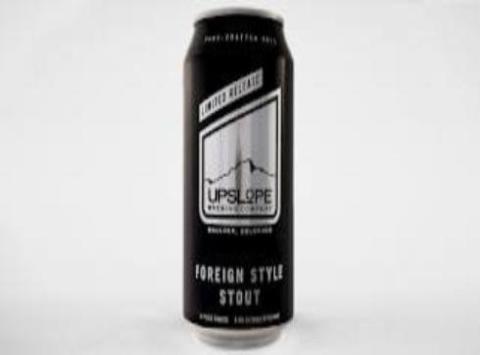 LIMITED RELEASE
UPSLOPE
BREWING COMPANY
BOULDER, COLORADO
FOREIGN STYLE
STOUT